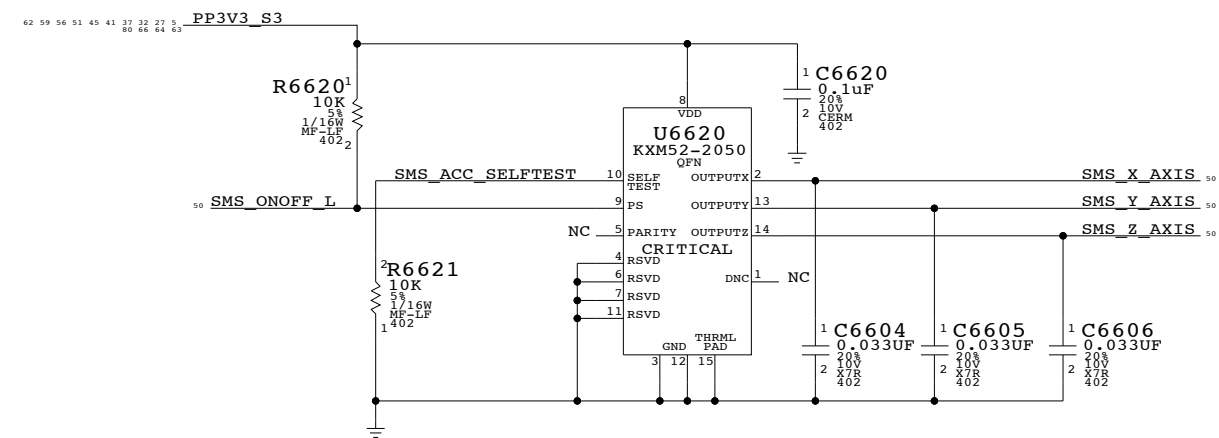 62 59 56 51 45 41 37 32 27 5 PP3V3_S3
80 66 64 63
R6620 1
10K
5%
1/16W
MF-LF
402 2
1 C6620
0.1uF
20%
2 10V
CERM
402
8
VDD
U6620
KXM52-2050
QFN
SMS_ACC_SELFTEST 10 SELF TEST OUTPUTX 2 SMS_X_AXIS 50
50 SMS_ONOFF_L 9 PS OUTPUTY 13 SMS_Y_AXIS 50
NC 5 PARITY OUTPUTZ 14 SMS_Z_AXIS 50
CRITICAL
4 RSVD
6 RSVD DNC 1 NC
7 RSVD
11 RSVD
2 R6621
10K
5%
1/16W
MF-LF
1 402
GND THRML PAD
3 12 15
1 C6604
0.033UF
20%
2 10V
X7R
402
1 C6605
0.033UF
20%
2 10V
X7R
402
1 C6606
0.033UF
20%
2 10V
X7R
402